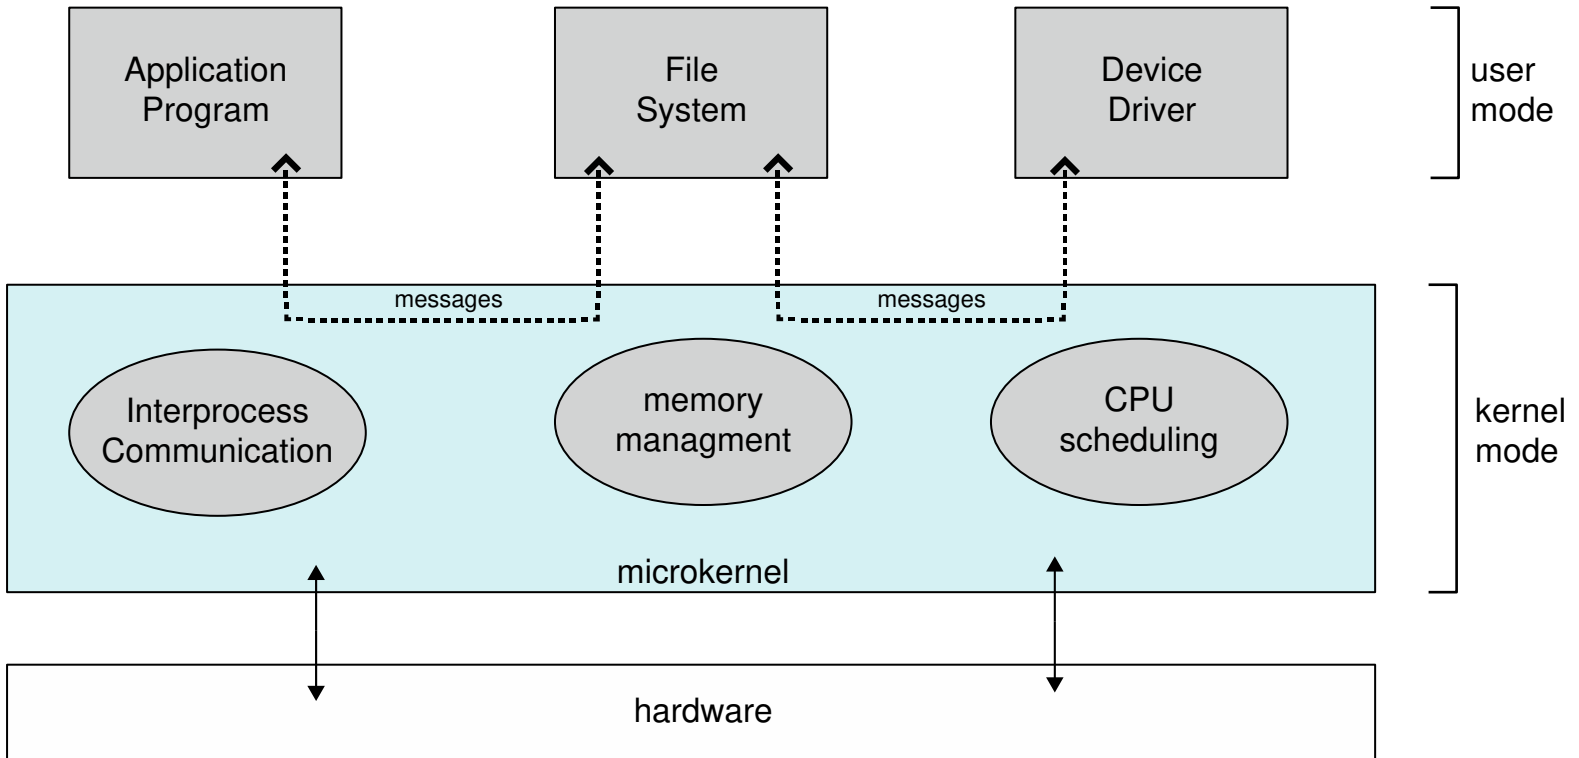 Application
Program
File
System
Device
Driver
user
mode
messages
messages
Interprocess
Communication
memory
managment
CPU
scheduling
kernel
mode
microkernel
hardware